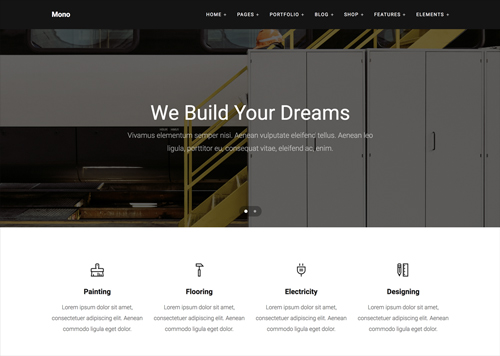 Mono
HOME + PAGES + PORTFOLIO + BLOG + SHOP + FEATURES + ELEMENTS +
We Build Your Dreams
Vivamus elementum semper nisi. Aenean vulputate eleifend tellus. Aenean leo
ligula, porttitor eu, consequat vitae, eleifend ac, enim.
Painting
Lorem ipsum dolor sit amet,
consectetuer adipiscing elit. Aenean
commodo ligula eget dolor.
Flooring
Lorem ipsum dolor sit amet,
consectetuer adipiscing elit. Aenean
commodo ligula eget dolor.
Electricity
Lorem ipsum dolor sit amet,
consectetuer adipiscing elit. Aenean
commodo ligula eget dolor.
Designing
Lorem ipsum dolor sit amet,
consectetuer adipiscing elit. Aenean
commodo ligula eget dolor.